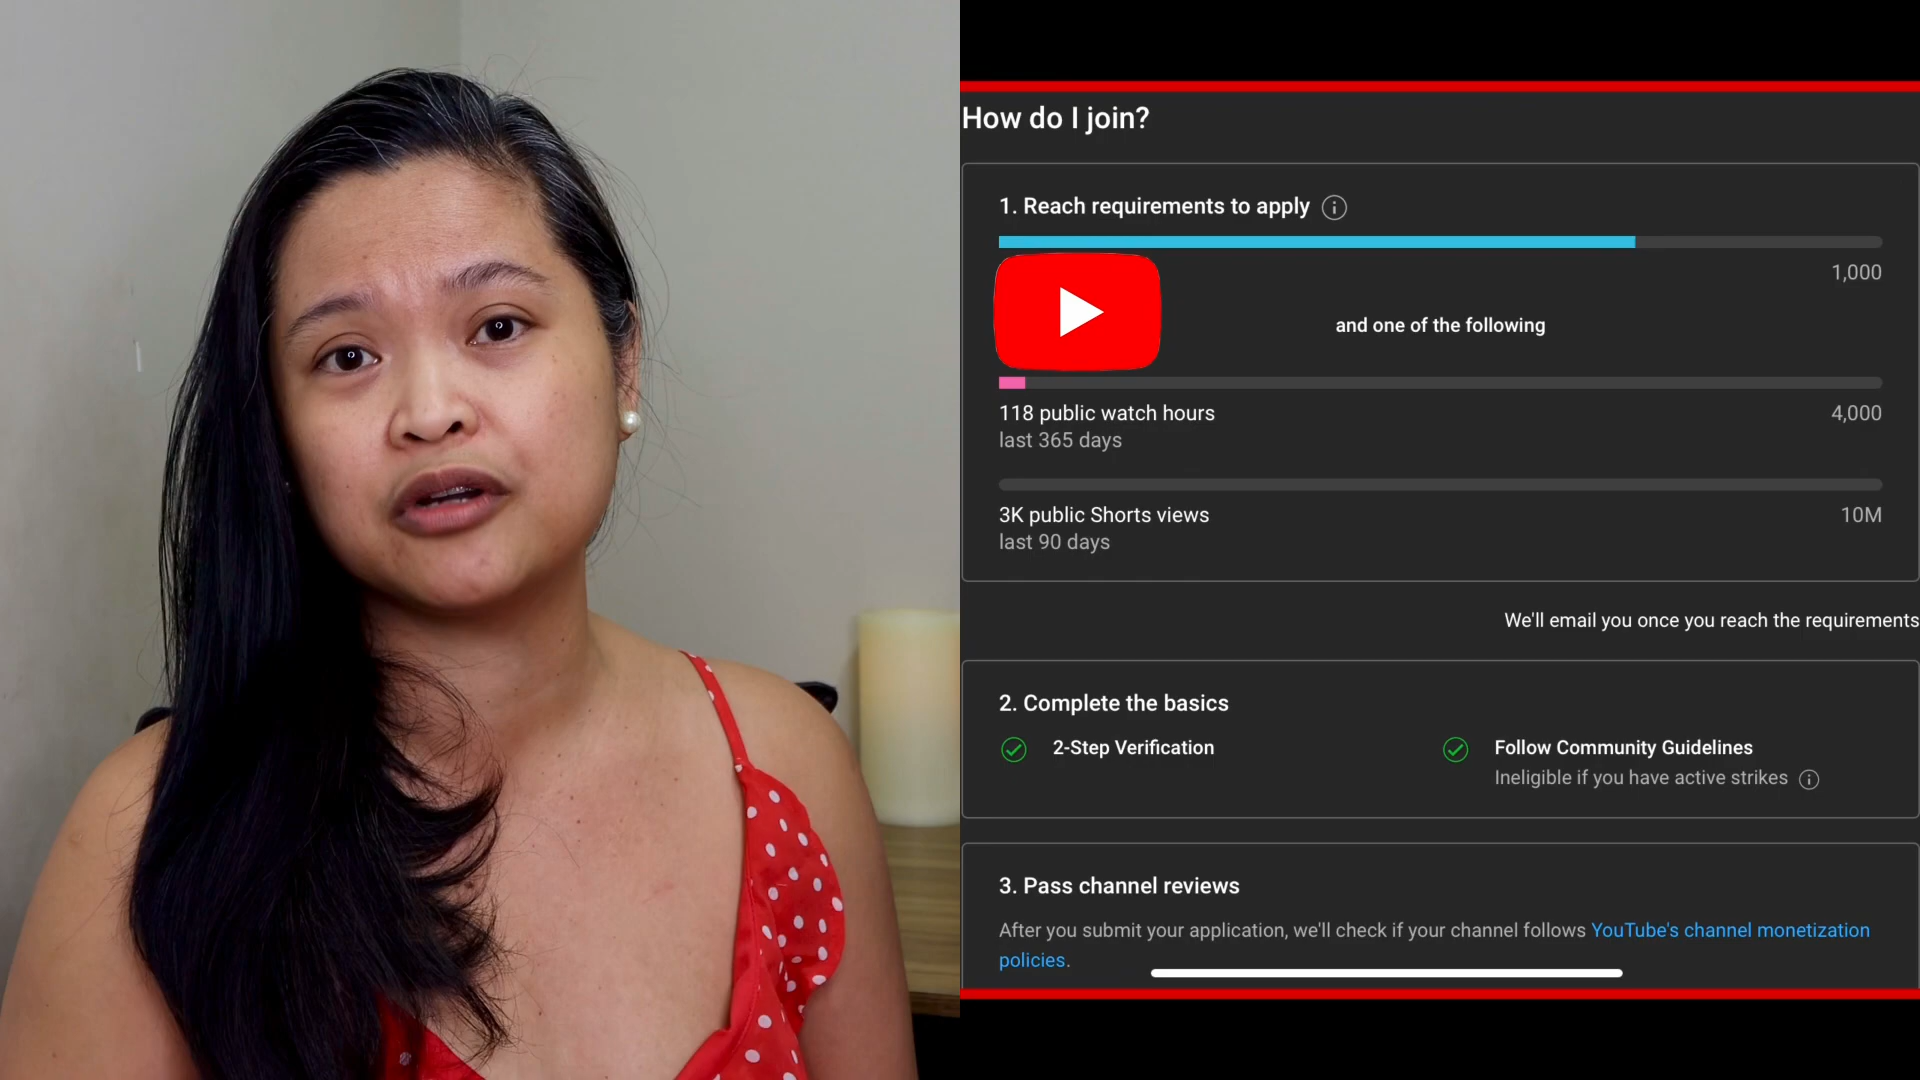 How do I join?
1. Reach requirements to apply
1,000
and one of the following
118 public watch hours
4,000
last 365 days
3K public Shorts views
10M
last 90 days
We'll email you once you reach the requirements
2. Complete the basics
2-Step Verification
Follow Community Guidelines
Ineligible if you have active strikes
3. Pass channel reviews
After you submit your application, we'll check if your channel follows YouTube's channel monetization
policies.